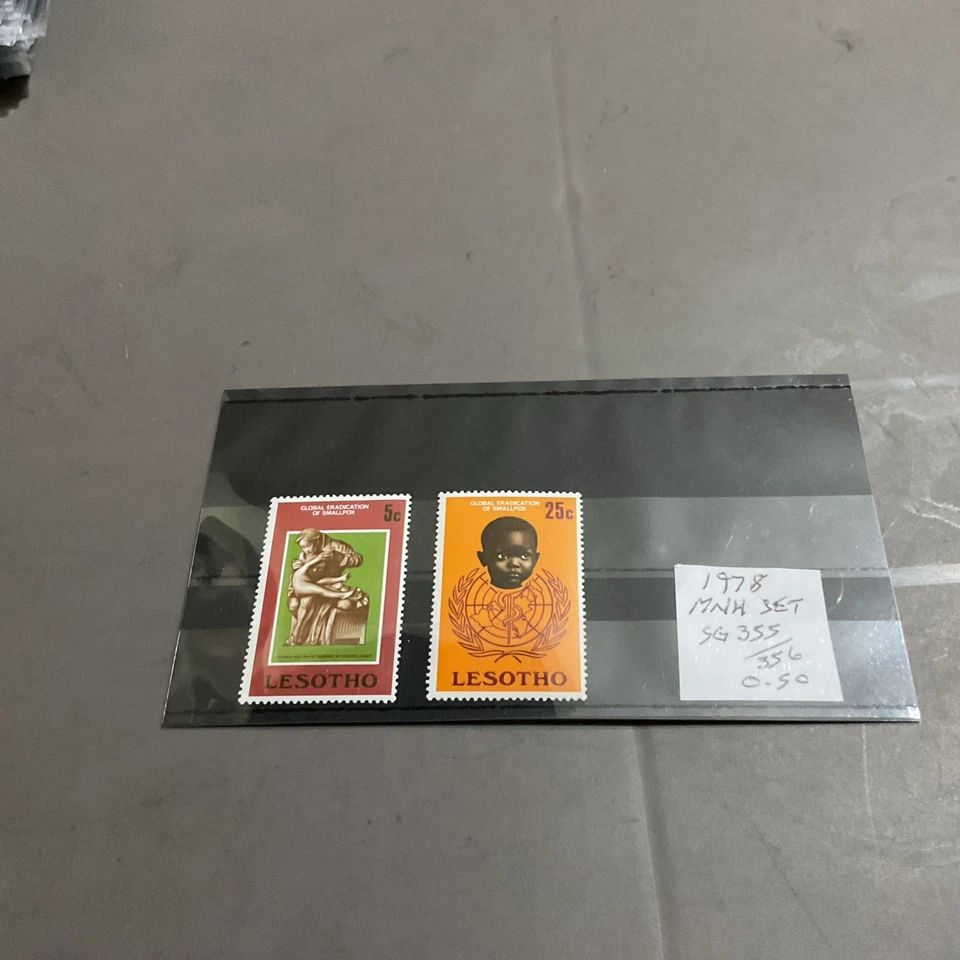 GLOBAL ERADICATION
OF SMALLPOX
5c
LESOTHO
GLOBAL ERADICATION
OF SMALLPOX
25c
LESOTHO
1978
MNH SET
SG 355
/356
0.50